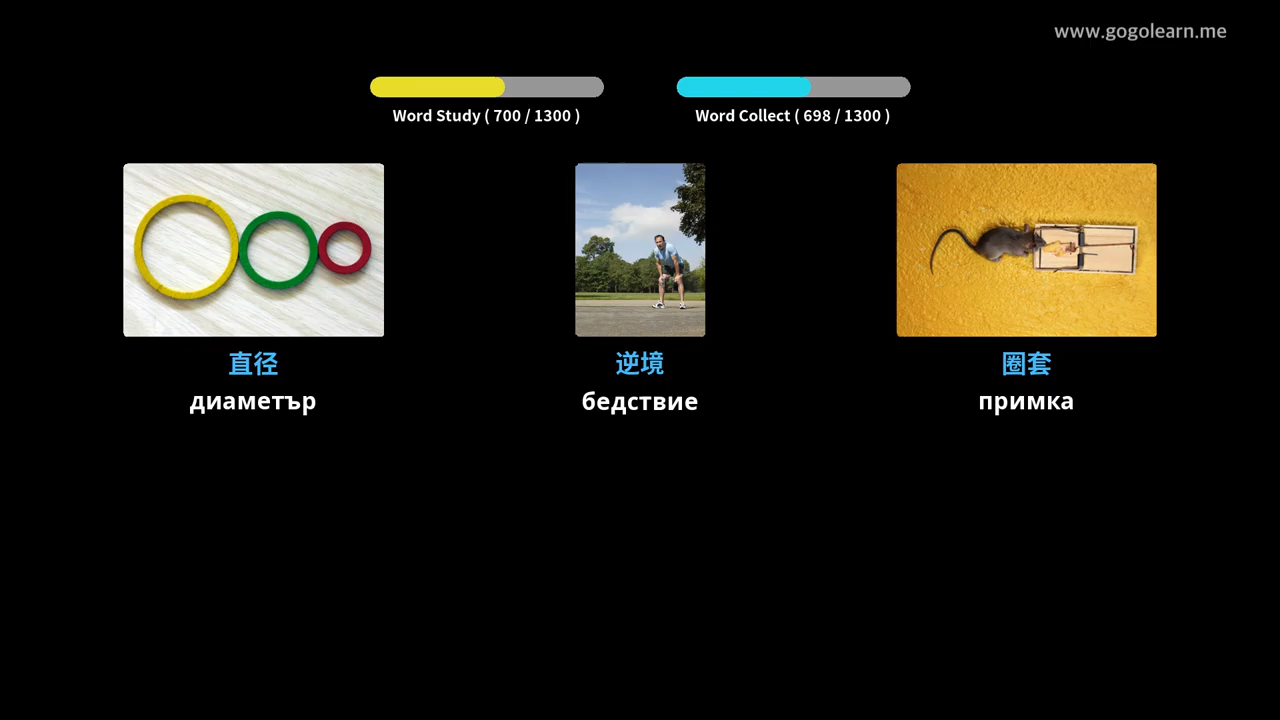 www.gogolearn.me
Word Study ( 700 / 1300 )
Word Collect ( 698 / 1300 )
直径
逆境
圈套
диаметър
бедствие
примка